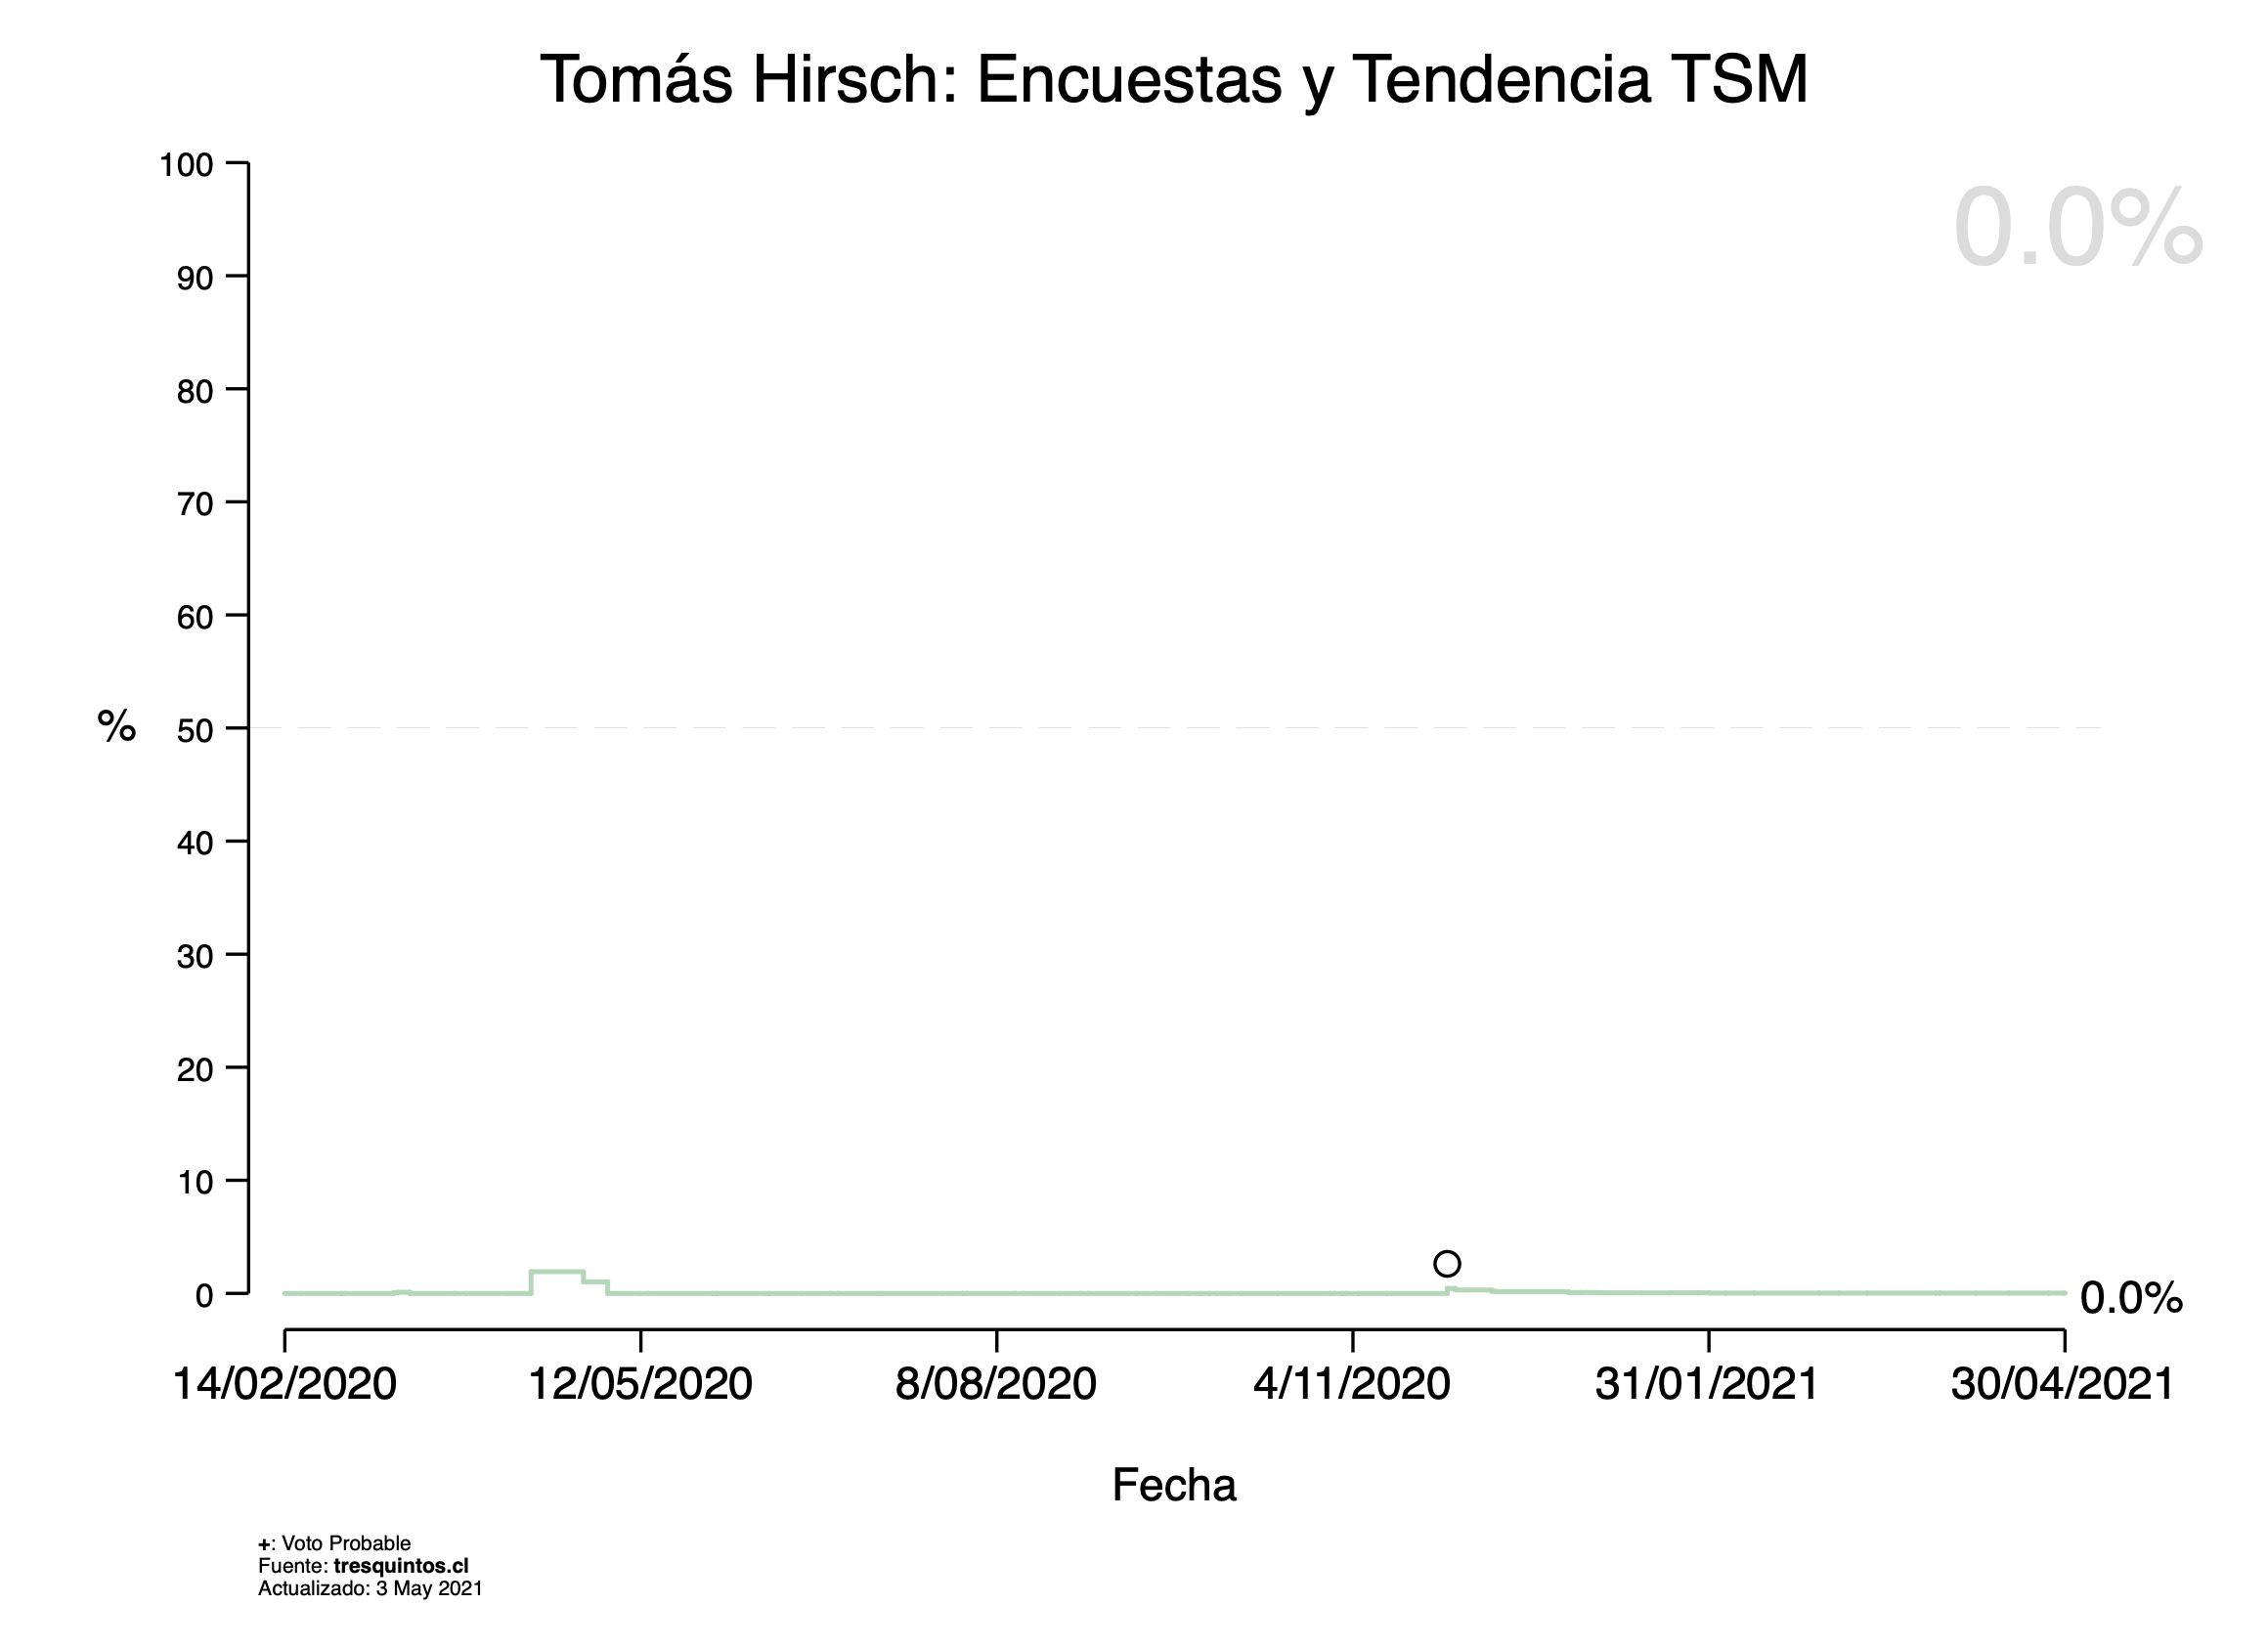 Tomás Hirsch: Encuestas y Tendencia TSM
0.0%
100
90
80
70
60
% 50
40
30
20
10
0
0.0%
14/02/2020 12/05/2020 8/08/2020 4/11/2020 31/01/2021 30/04/2021
Fecha
+: Voto Probable
Fuente: tresquintos.cl
Actualizado: 3 May 2021